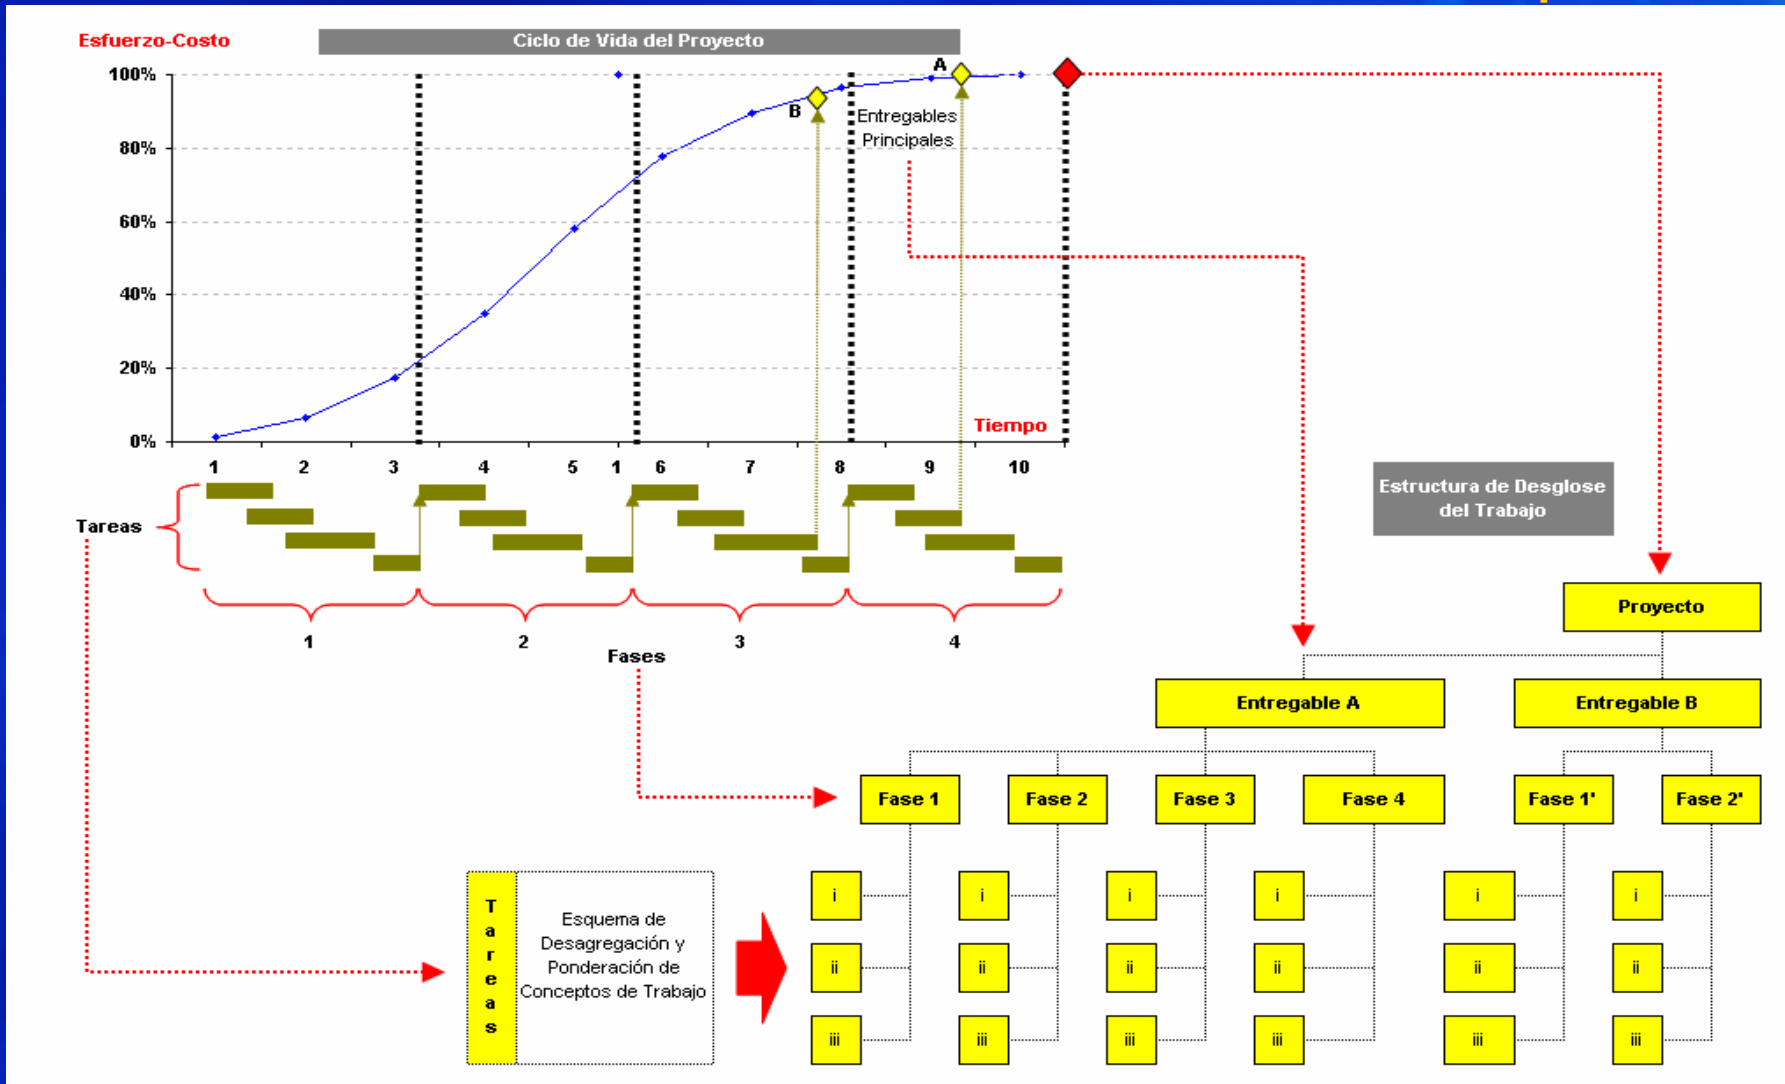 Esfuerzo-Costo
Ciclo de Vida del Proyecto
100%
A
B
Entregables
Principales
80%
60%
40%
20%
Tiempo
0%
1 2 3 4 5 1 6 7 8 9 10
Estructura de Desglose
del Trabajo
Tareas
1 2 3 4
Fases
Proyecto
Entregable A
Entregable B
Fase 1
Fase 2
Fase 3
Fase 4
Fase 1'
Fase 2'
Tareas
Esquema de
Desagregación y
Ponderación de
Conceptos de Trabajo
i i i i i i
ii ii ii ii ii ii
iii iii iii iii iii iii